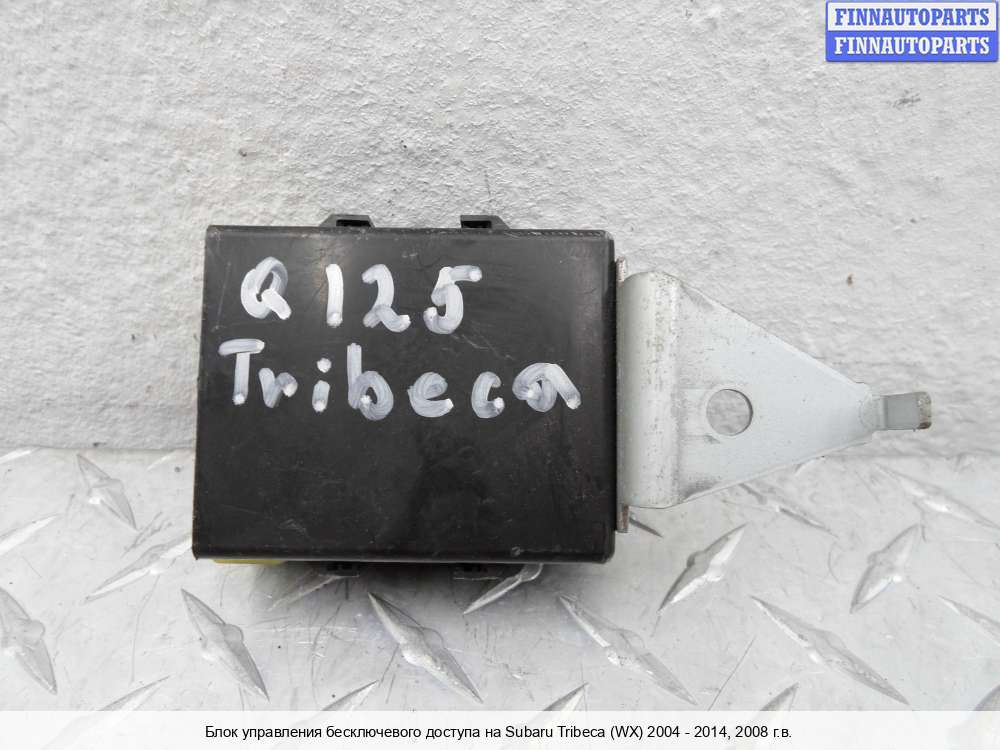 FINNAUTOPARTS
FINNAUTOPARTS
Q125
Tribeca
Блок управления бесключевого доступа на Subaru Tribeca (WX) 2004 - 2014, 2008 г.в.